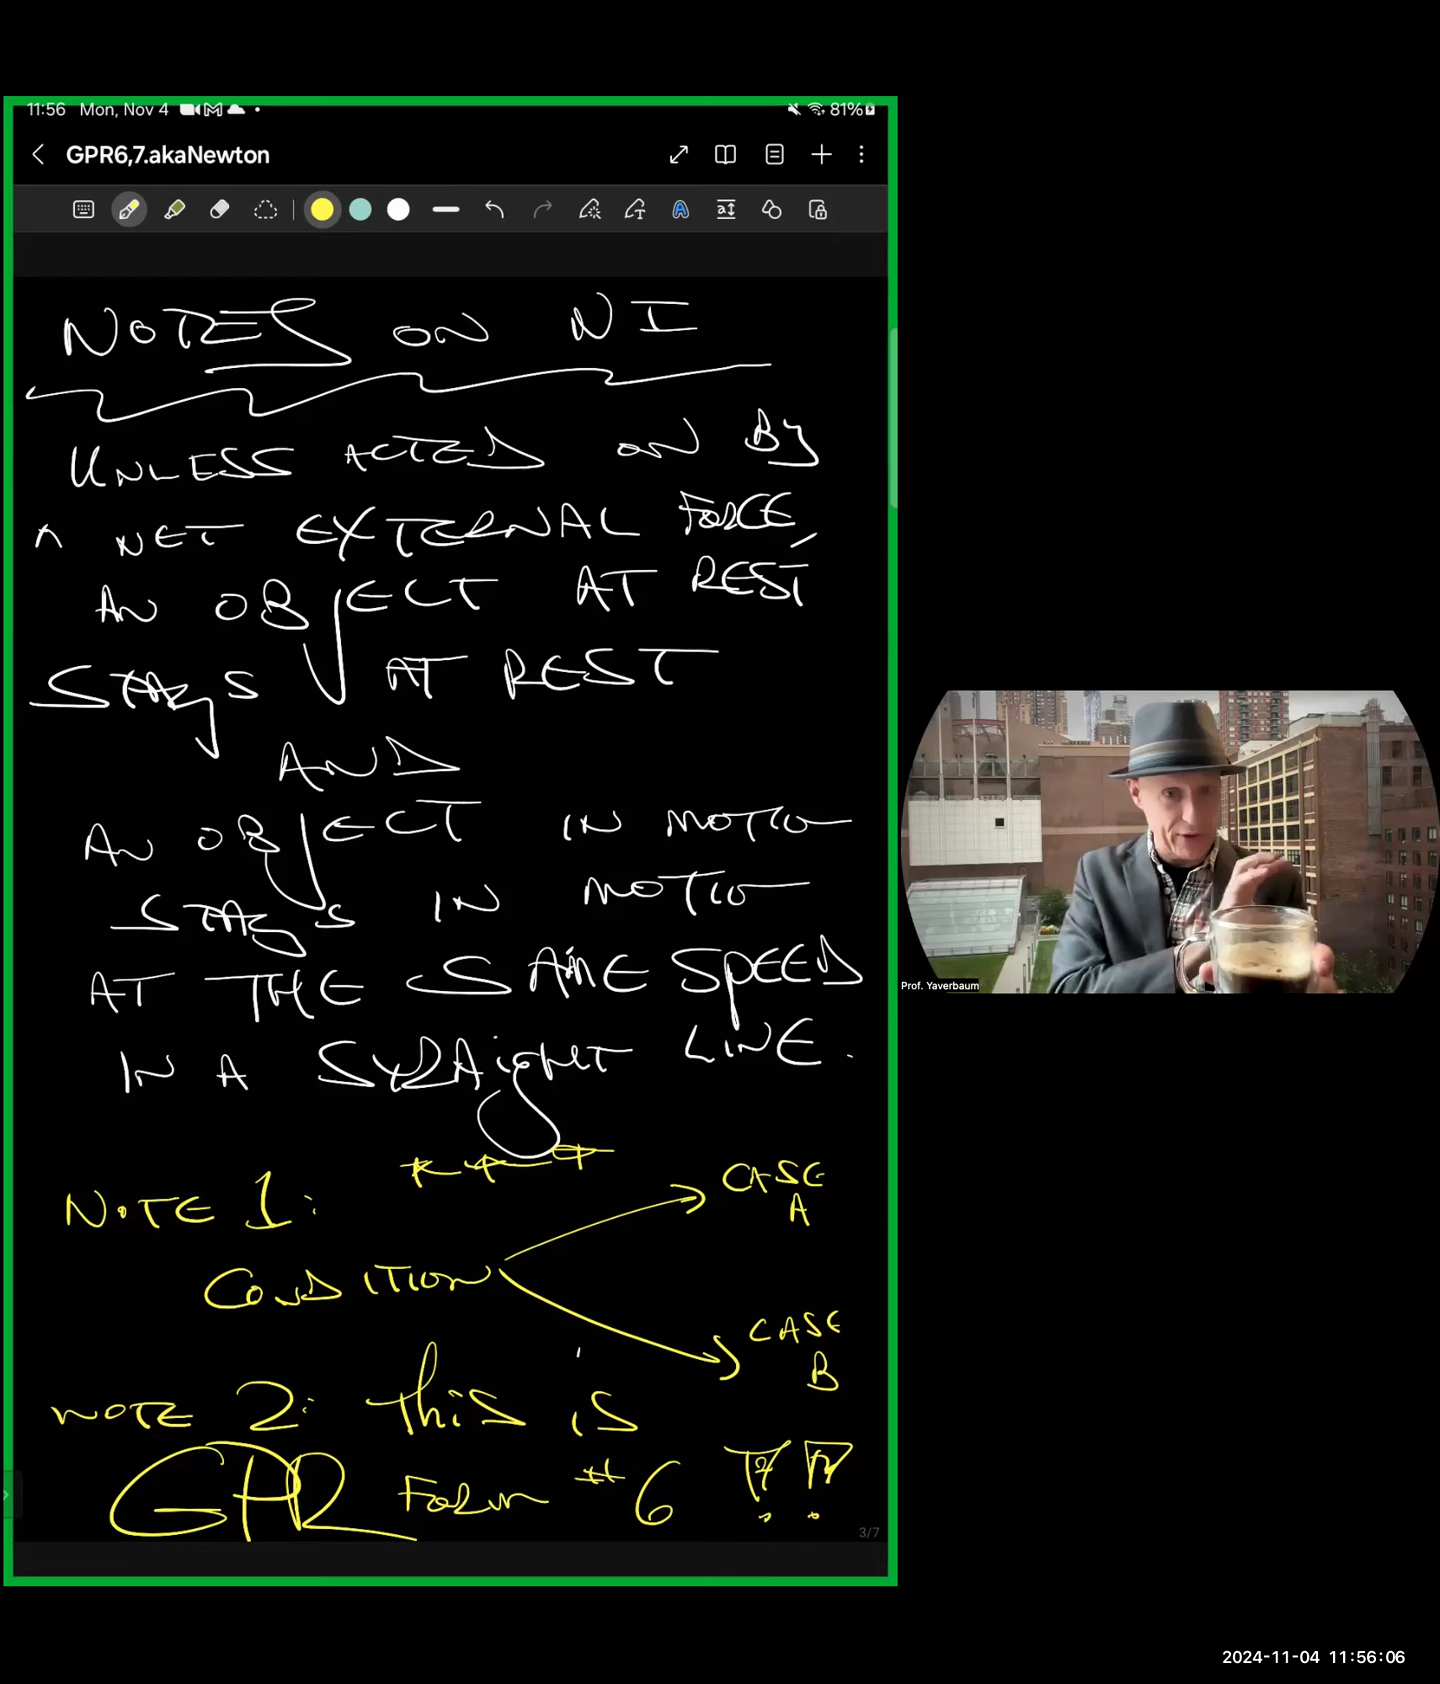 11:56 Mon, Nov 4
81%
GPR6,7.akaNewton
NOTES ON NI
UNLESS ACTED ON BY
A NET EXTERNAL FORCE,
AN OBJECT AT REST
STAYS AT REST
AND
AN OBJECT IN MOTION
STAYS IN MOTION
AT THE SAME SPEED
IN A STRAIGHT LINE.
NOTE 1:
CONDITION
CASE
A
CASE
B
NOTE 2: this is
GPR FORM #6 !!
3/7
Prof. Yaverbaum
2024-11-04 11:56:06